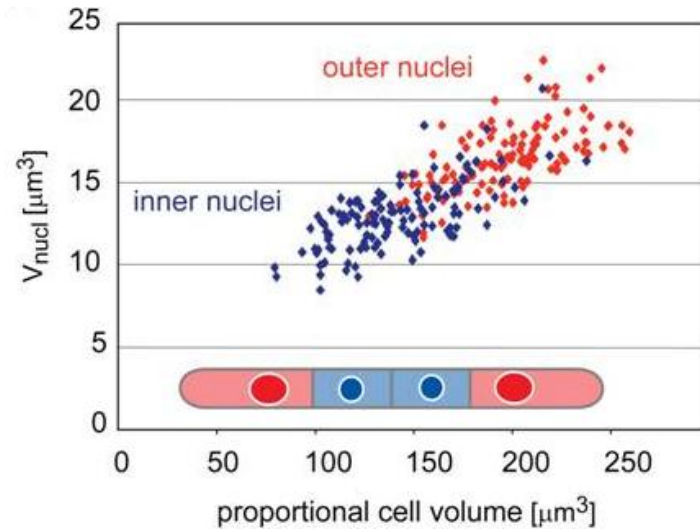 25
outer nuclei
20
15
inner nuclei
10
5
0
V_nucl [μm³]
0 50 100 150 200 250
proportional cell volume [μm³]